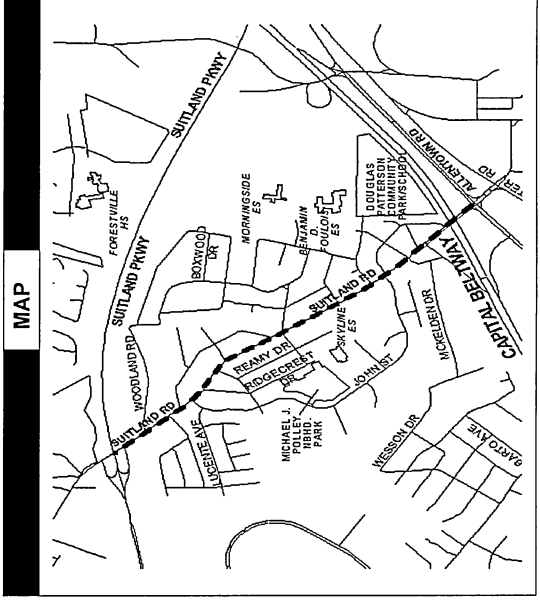 MAP
SUITLAND PKWY
FORESTVILLE
HS
SUITLAND PKWY
MORNINGSIDE
ES
BOXWOOD
DR
BENJAMIN
D.
FOULOIS
ES
DOUGLAS
PATTERSON
COMMUNITY
PARK/SCHOOL
ALLENTOWN RD
RD
WOODLAND RD
SUITLAND RD
SUITLAND RD
REAMY DR
RIDGECREST
DR
SKYLINE
ES
JOHN ST
LUCENTE AVE
MICHAEL J.
POLLEY
NBHD.
PARK
MCKELDEN DR
CAPITAL BELTWAY
WESSON DR
BARTO AVE